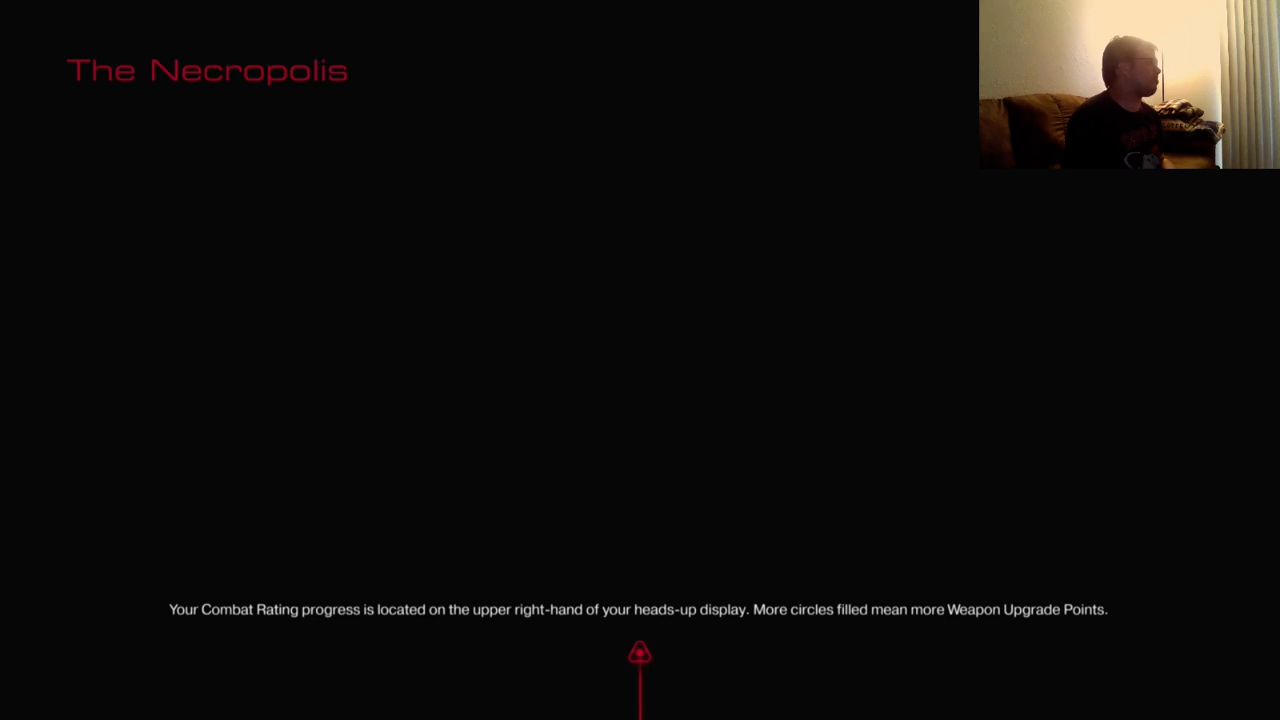 The Necropolis
Your Combat Rating progress is located on the upper right-hand of your heads-up display. More circles filled mean more Weapon Upgrade Points.